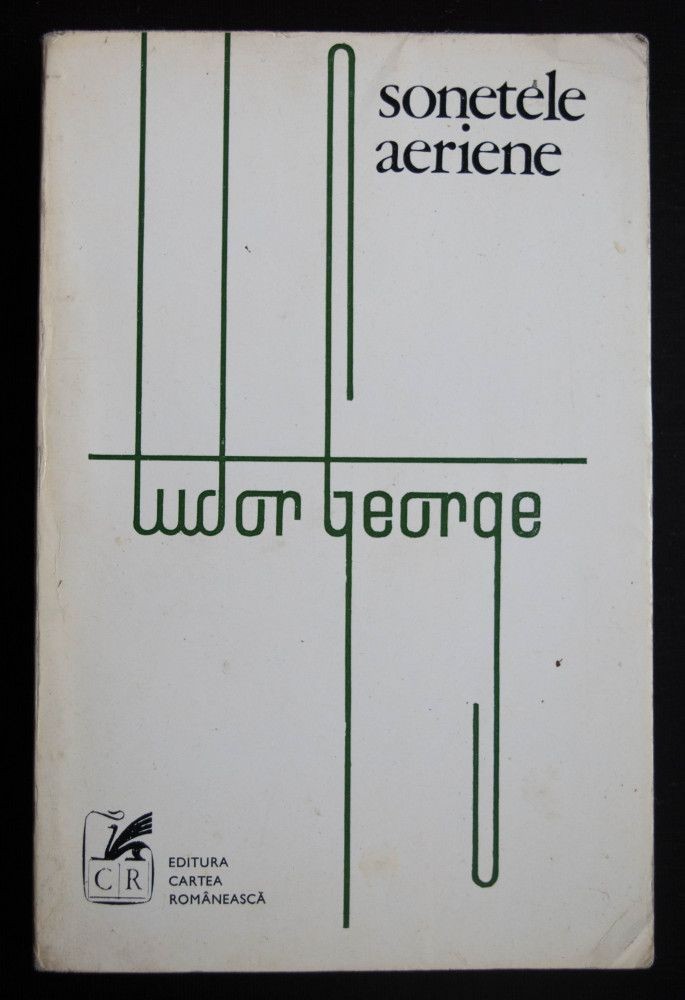 sonetele
aeriene
tudor george
CR
EDITURA
CARTEA
ROMÂNEASCĂ